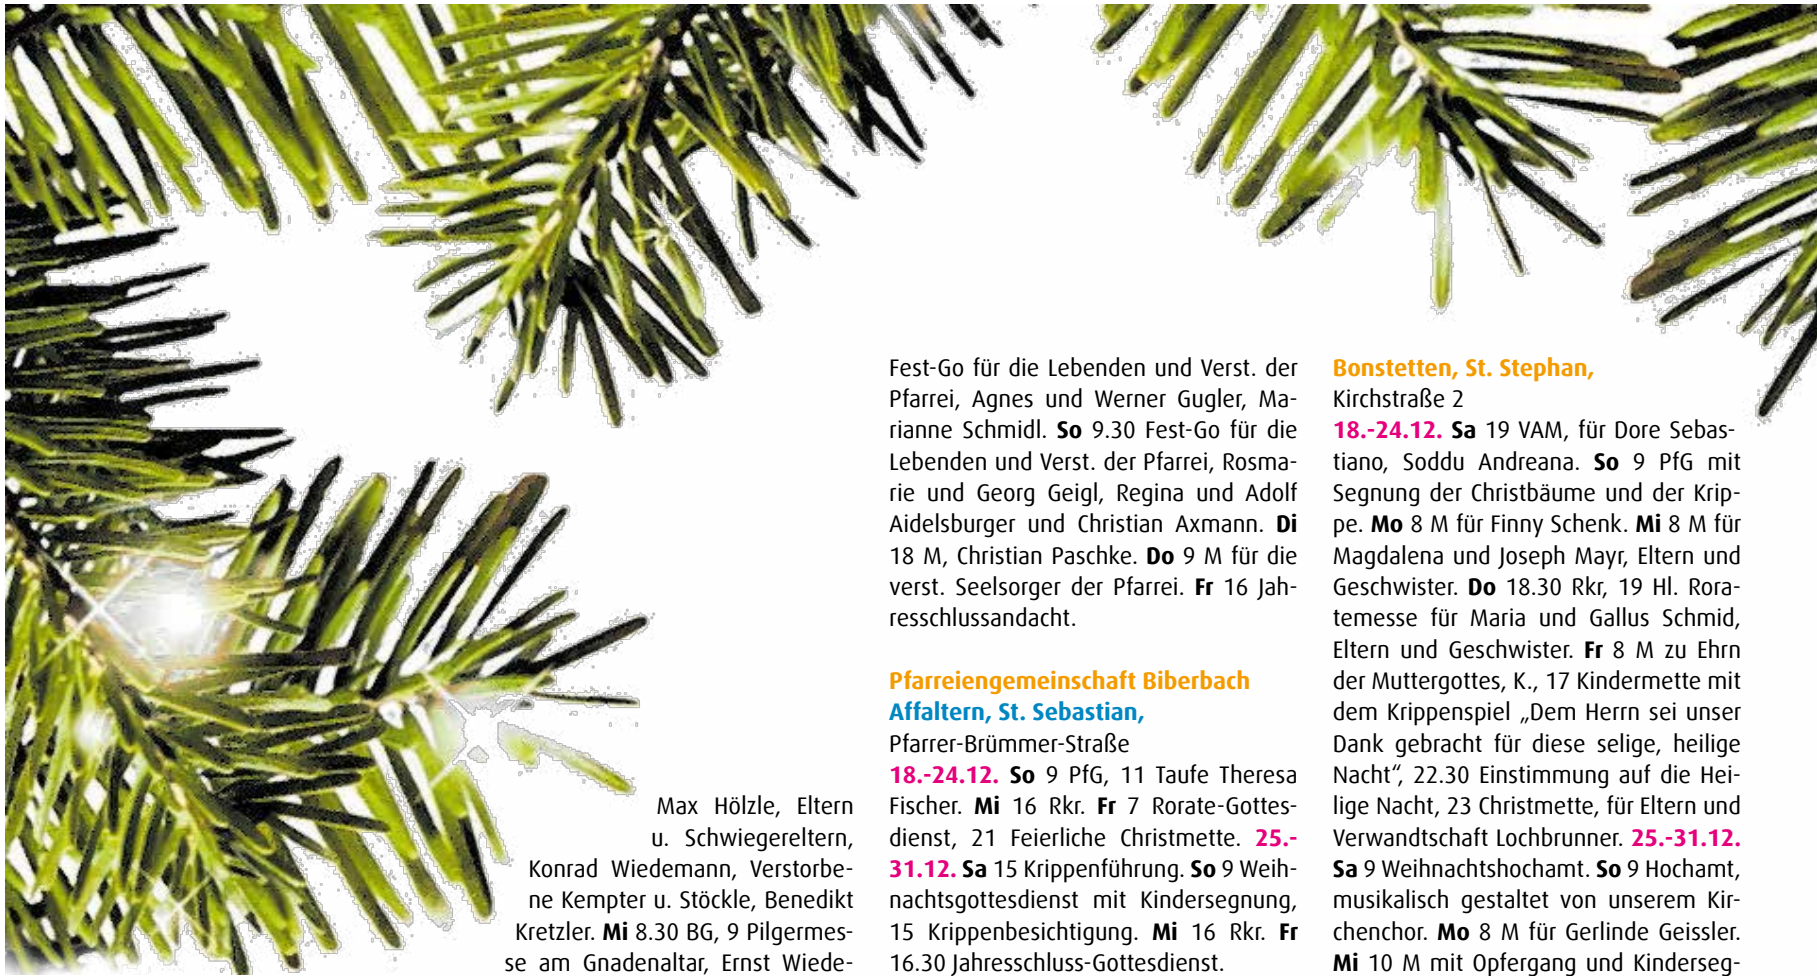 Max Hölzle, Eltern
u. Schwiegereltern,
Konrad Wiedemann, Verstorbe-
ne Kempter u. Stöckle, Benedikt
Kretzler. Mi 8.30 BG, 9 Pilgermes-
se am Gnadenaltar, Ernst Wiede-
Fest-Go für die Lebenden und Verst. der
Pfarrei, Agnes und Werner Gugler, Ma-
rianne Schmidl. So 9.30 Fest-Go für die
Lebenden und Verst. der Pfarrei, Rosma-
rie und Georg Geigl, Regina und Adolf
Aidelsburger und Christian Axmann. Di
18 M, Christian Paschke. Do 9 M für die
verst. Seelsorger der Pfarrei. Fr 16 Jah-
resschlussandacht.
Pfarreiengemeinschaft Biberbach
Affaltern, St. Sebastian,
Pfarrer-Brümmer-Straße
18.-24.12. So 9 PfG, 11 Taufe Theresa
Fischer. Mi 16 Rkr. Fr 7 Rorate-Gottes-
dienst, 21 Feierliche Christmette. 25.-
31.12. Sa 15 Krippenführung. So 9 Weih-
nachtsgottesdienst mit Kindersegnung,
15 Krippenbesichtigung. Mi 16 Rkr. Fr
16.30 Jahresschluss-Gottesdienst.
Bonstetten, St. Stephan,
Kirchstraße 2
18.-24.12. Sa 19 VAM, für Dore Sebas-
tiano, Soddu Andreana. So 9 PfG mit
Segnung der Christbäume und der Krip-
pe. Mo 8 M für Finny Schenk. Mi 8 M für
Magdalena und Joseph Mayr, Eltern und
Geschwister. Do 18.30 Rkr, 19 Hl. Rora-
temesse für Maria und Gallus Schmid,
Eltern und Geschwister. Fr 8 M zu Ehrn
der Muttergottes, K., 17 Kindermette mit
dem Krippenspiel „Dem Herrn sei unser
Dank gebracht für diese selige, heilige
Nacht“, 22.30 Einstimmung auf die Hei-
lige Nacht, 23 Christmette, für Eltern und
Verwandtschaft Lochbrunner. 25.-31.12.
Sa 9 Weihnachtshochamt. So 9 Hochamt,
musikalisch gestaltet von unserem Kir-
chenchor. Mo 8 M für Gerlinde Geissler.
Mi 10 M mit Opfergang und Kinderseg-